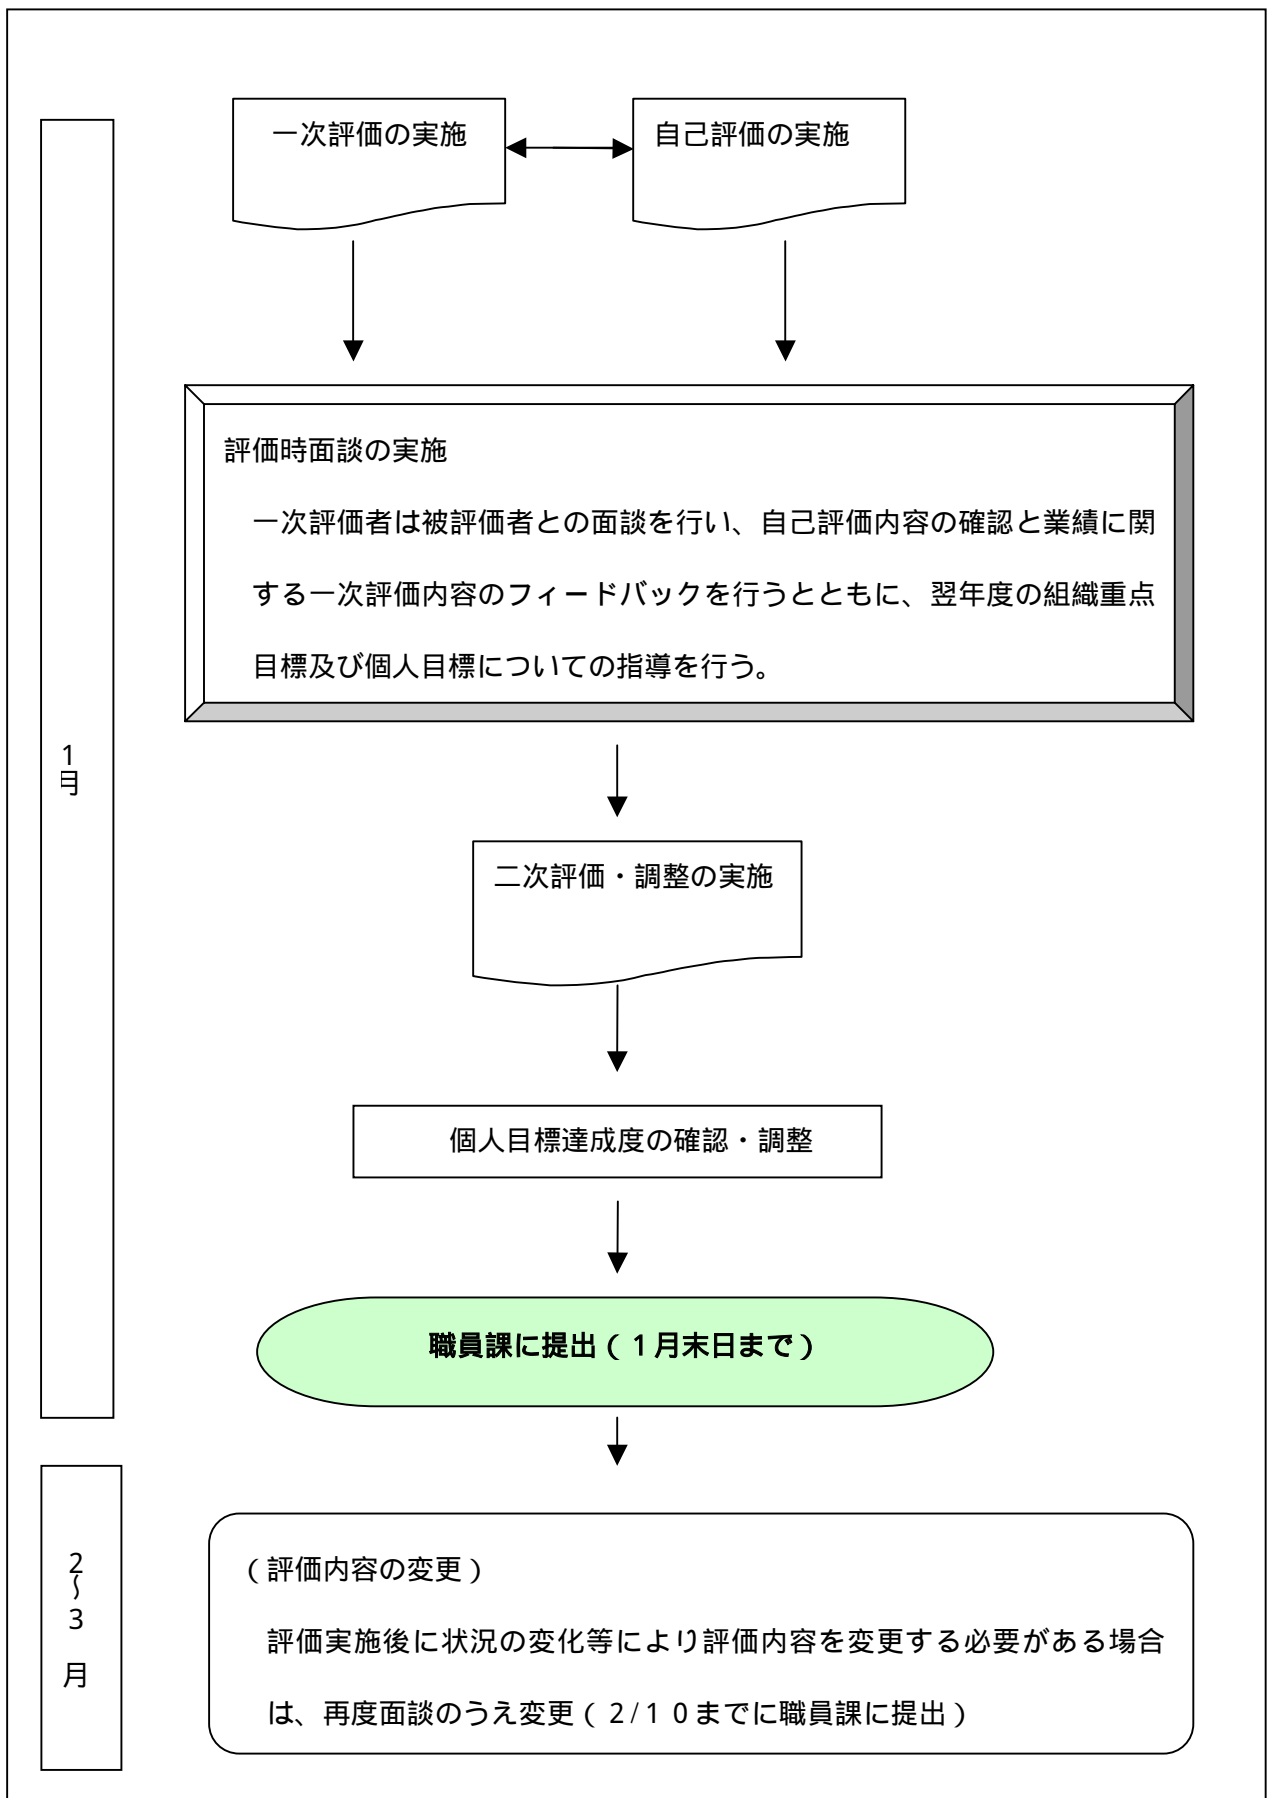 一次評価の実施
自己評価の実施
評価時面談の実施
一次評価者は被評価者との面談を行い、自己評価内容の確認と業績に関
する一次評価内容のフィードバックを行うとともに、翌年度の組織重点
目標及び個人目標についての指導を行う。
1月
二次評価・調整の実施
個人目標達成度の確認・調整
職員課に提出（１月末日まで）
2～3月
（評価内容の変更）
評価実施後に状況の変化等により評価内容を変更する必要がある場合
は、再度面談のうえ変更（２/１０までに職員課に提出）